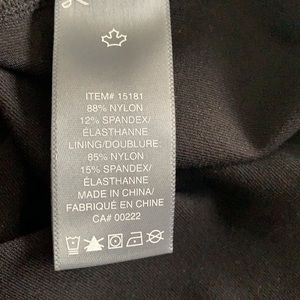 ITEM# 15181
88% NYLON
12% SPANDEX/
ÉLASTHANNE
LINING/DOUBLURE:
85% NYLON
15% SPANDEX/
ÉLASTHANNE
MADE IN CHINA/
FABRIQUÉ EN CHINE
CA# 00222